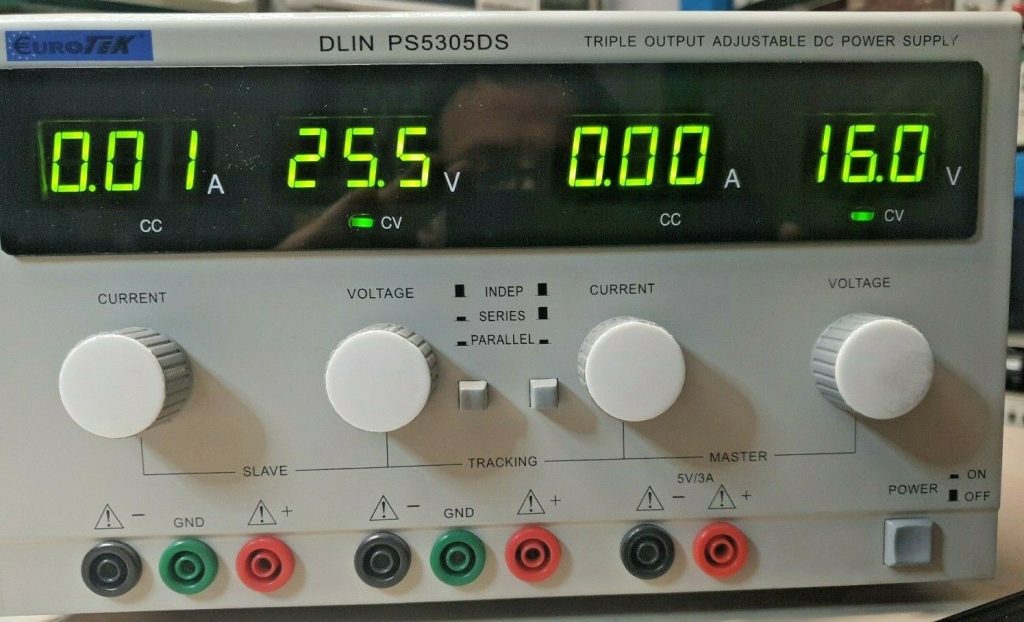 EUROTEK
DLIN PS5305DS
TRIPLE OUTPUT ADJUSTABLE DC POWER SUPPLY
0.01 A
25.5 V
0.00 A
16.0 V
CC
CV
CC
CV
CURRENT
VOLTAGE
INDEP
SERIES
PARALLEL
CURRENT
VOLTAGE
SLAVE
TRACKING
MASTER
5V/3A
− GND +
− GND +
− +
POWER
ON
OFF